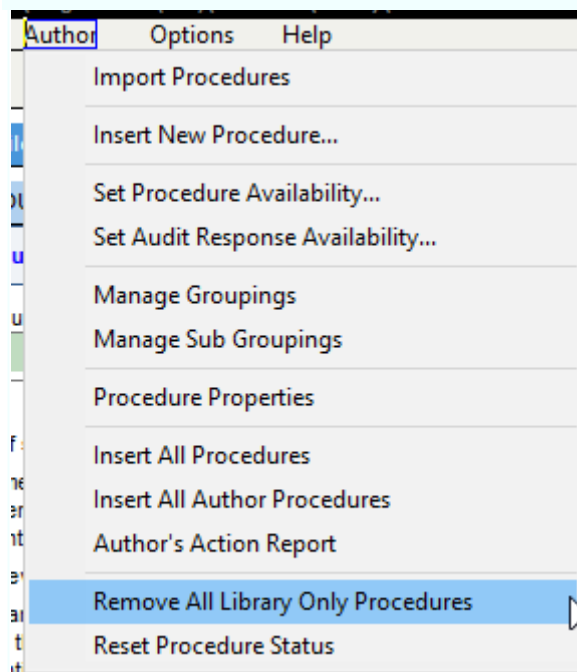 Author Options Help
Import Procedures
Insert New Procedure...
Set Procedure Availability...
Set Audit Response Availability...
Manage Groupings
Manage Sub Groupings
Procedure Properties
Insert All Procedures
Insert All Author Procedures
Author's Action Report
Remove All Library Only Procedures
Reset Procedure Status